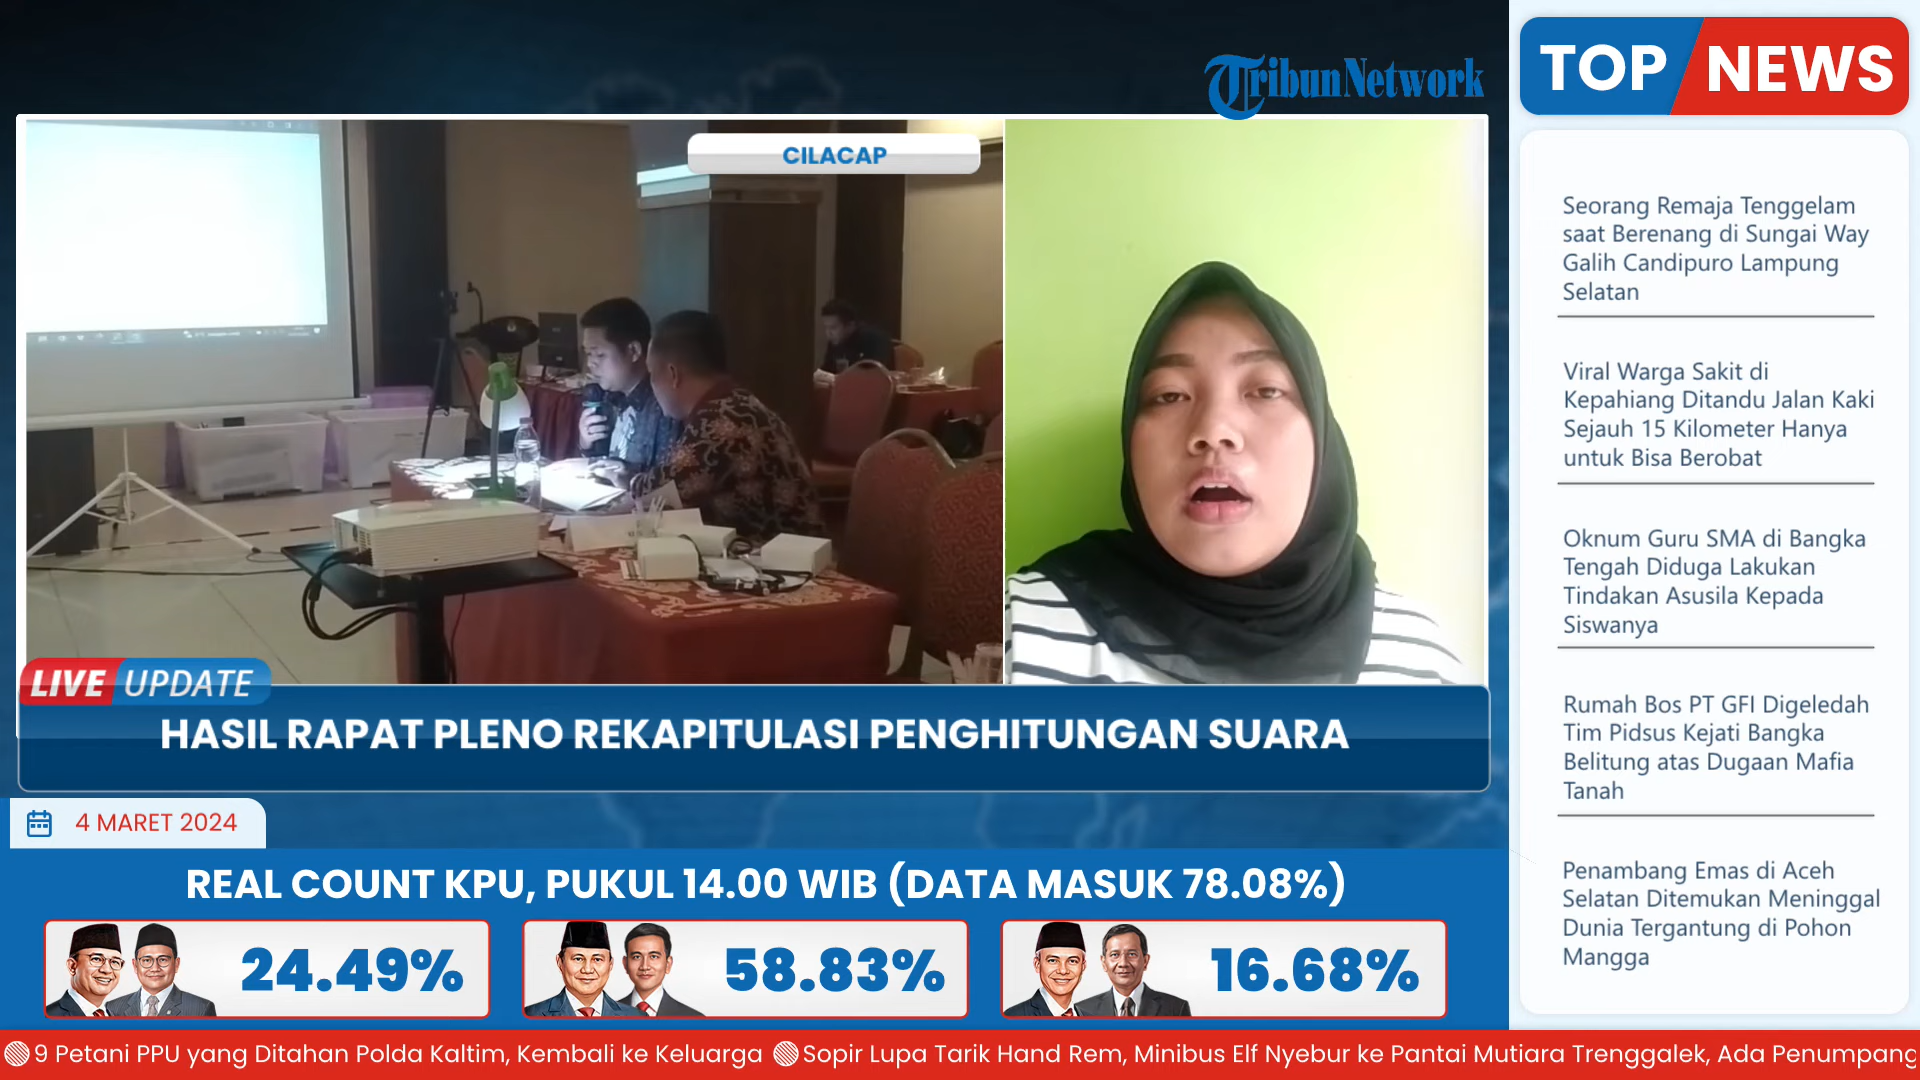 TribunNetwork
CILACAP
LIVE UPDATE
HASIL RAPAT PLENO REKAPITULASI PENGHITUNGAN SUARA
4 MARET 2024
REAL COUNT KPU, PUKUL 14.00 WIB (DATA MASUK 78.08%)
24.49%
58.83%
16.68%
TOP NEWS
Seorang Remaja Tenggelam
saat Berenang di Sungai Way
Galih Candipuro Lampung
Selatan
Viral Warga Sakit di
Kepahiang Ditandu Jalan Kaki
Sejauh 15 Kilometer Hanya
untuk Bisa Berobat
Oknum Guru SMA di Bangka
Tengah Diduga Lakukan
Tindakan Asusila Kepada
Siswanya
Rumah Bos PT GFI Digeledah
Tim Pidsus Kejati Bangka
Belitung atas Dugaan Mafia
Tanah
Penambang Emas di Aceh
Selatan Ditemukan Meninggal
Dunia Tergantung di Pohon
Mangga
9 Petani PPU yang Ditahan Polda Kaltim, Kembali ke Keluarga Sopir Lupa Tarik Hand Rem, Minibus Elf Nyebur ke Pantai Mutiara Trenggalek, Ada Penumpang